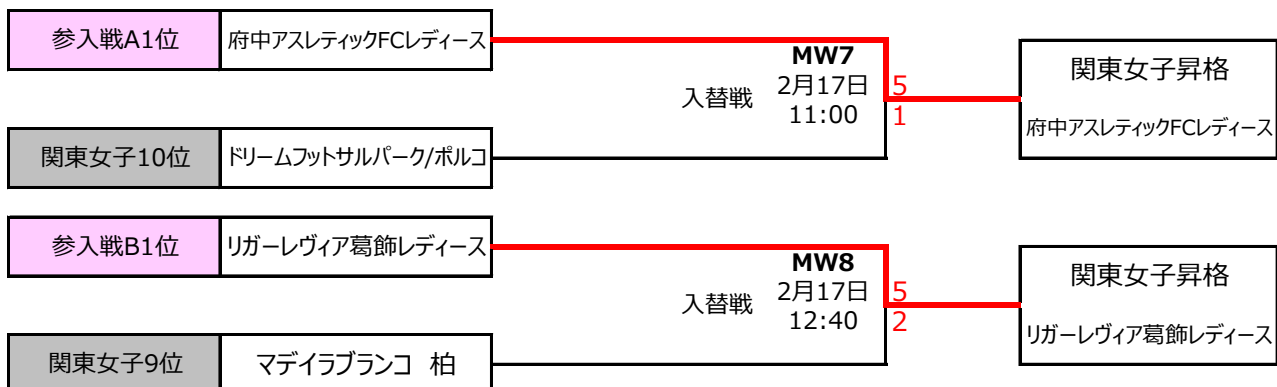 参入戦A1位
府中アスレティックFCレディース
MW7
入替戦
2月17日
11:00
5
1
関東女子昇格
府中アスレティックFCレディース
関東女子10位
ドリームフットサルパーク/ポルコ
参入戦B1位
リガーレヴィア葛飾レディース
MW8
入替戦
2月17日
12:40
5
2
関東女子昇格
リガーレヴィア葛飾レディース
関東女子9位
マデイラブランコ 柏